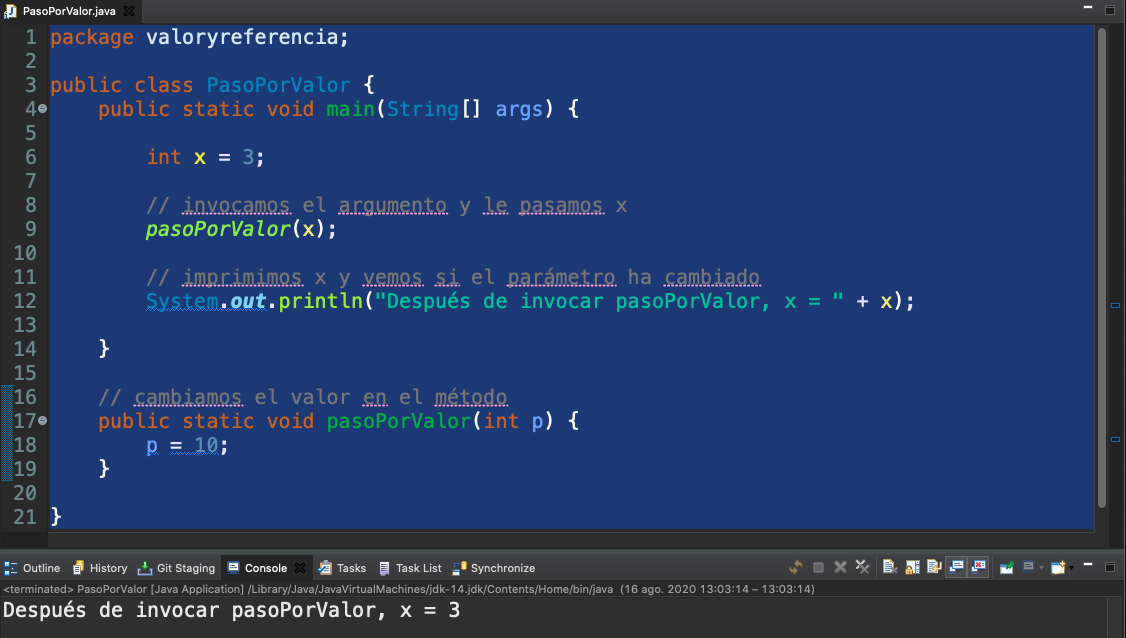 PasoPorValor.java
1 package valoryreferencia;
2
3 public class PasoPorValor {
4 public static void main(String[] args) {
5
6 int x = 3;
7
8 // invocamos el argumento y le pasamos x
9 pasoPorValor(x);
10
11 // imprimimos x y vemos si el parámetro ha cambiado
12 System.out.println("Después de invocar pasoPorValor, x = " + x);
13
14 }
15
16 // cambiamos el valor en el método
17 public static void pasoPorValor(int p) {
18 p = 10;
19 }
20
21 }
Outline History Git Staging Console Tasks Task List Synchronize
<terminated> PasoPorValor [Java Application] /Library/Java/JavaVirtualMachines/jdk-14.jdk/Contents/Home/bin/java (16 ago. 2020 13:03:14 – 13:03:14)
Después de invocar pasoPorValor, x = 3